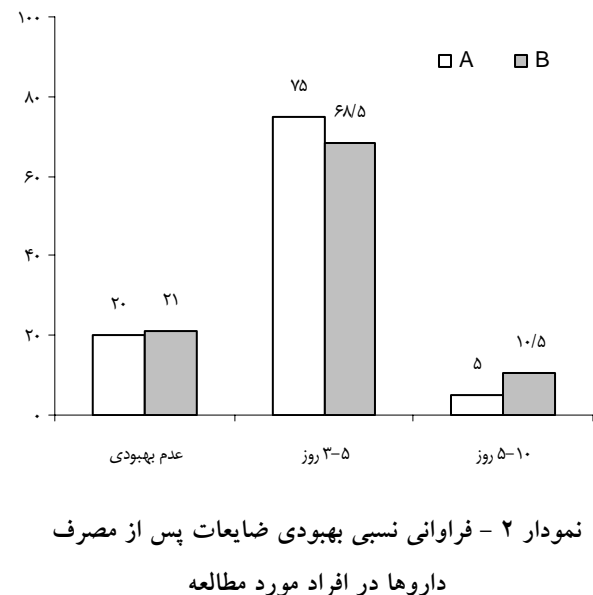 ۱۰۰
۸۰
۶۰
۴۰
۲۰
۰
A B
۲۰ ۲۱
۷۵ ۶۸/۵
۵ ۱۰/۵
عدم بهبودی
۳-۵ روز
۵-۱۰ روز
نمودار ۲ - فراوانی نسبی بهبودی ضایعات پس از مصرف
داروها در افراد مورد مطالعه